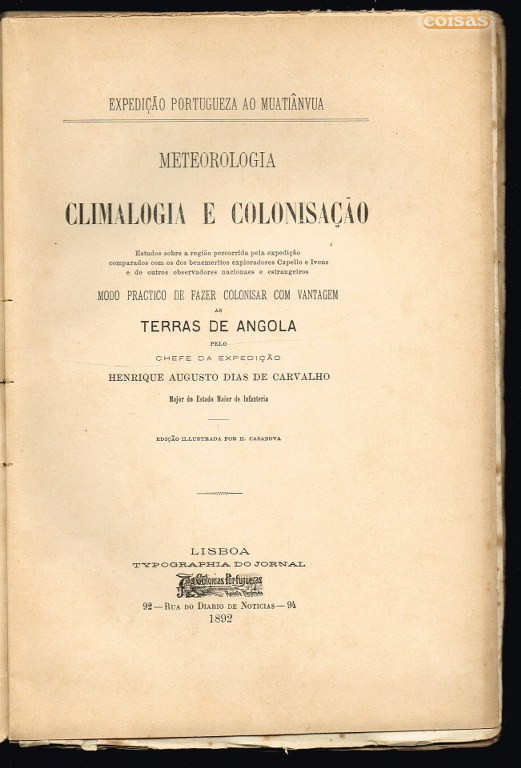 coisas
EXPEDIÇÃO PORTUGUEZA AO MUATIÂNVUA
METEOROLOGIA
CLIMALOGIA E COLONISAÇÃO
Estudos sobre a região percorrida pela expedição
comparados com os dos benemeritos exploradores Capello e Ivens
e de outros observadores nacionaes e estrangeiros
MODO PRACTICO DE FAZER COLONISAR COM VANTAGEM
AS
TERRAS DE ANGOLA
PELO
CHEFE DA EXPEDIÇÃO
HENRIQUE AUGUSTO DIAS DE CARVALHO
Major do Estado Maior de Infanteria
EDIÇÃO ILLUSTRADA POR H. CASANOVA
LISBOA
TYPOGRAPHIA DO JORNAL
As Colonias Portuguezas
Revista Illustrada
92—RUA DO DIARIO DE NOTICIAS—94
1892